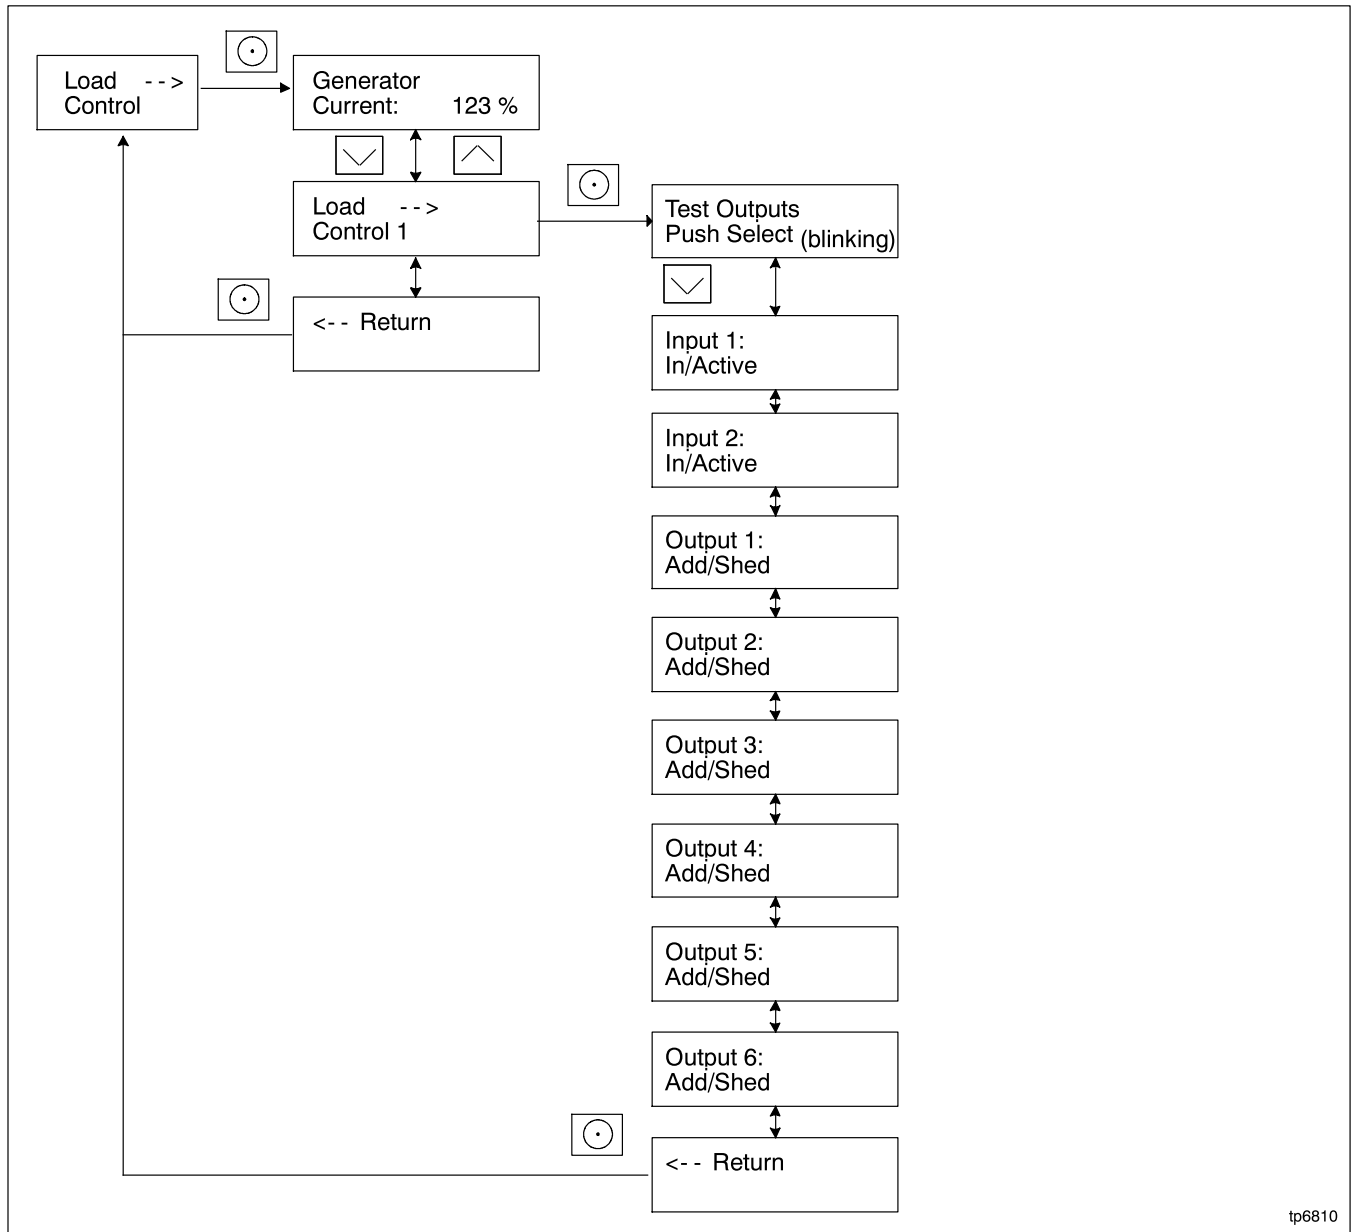 Load -->
Control
Generator
Current: 123 %
Load -->
Control 1
<-- Return
Test Outputs
Push Select (blinking)
Input 1:
In/Active
Input 2:
In/Active
Output 1:
Add/Shed
Output 2:
Add/Shed
Output 3:
Add/Shed
Output 4:
Add/Shed
Output 5:
Add/Shed
Output 6:
Add/Shed
<-- Return
tp6810